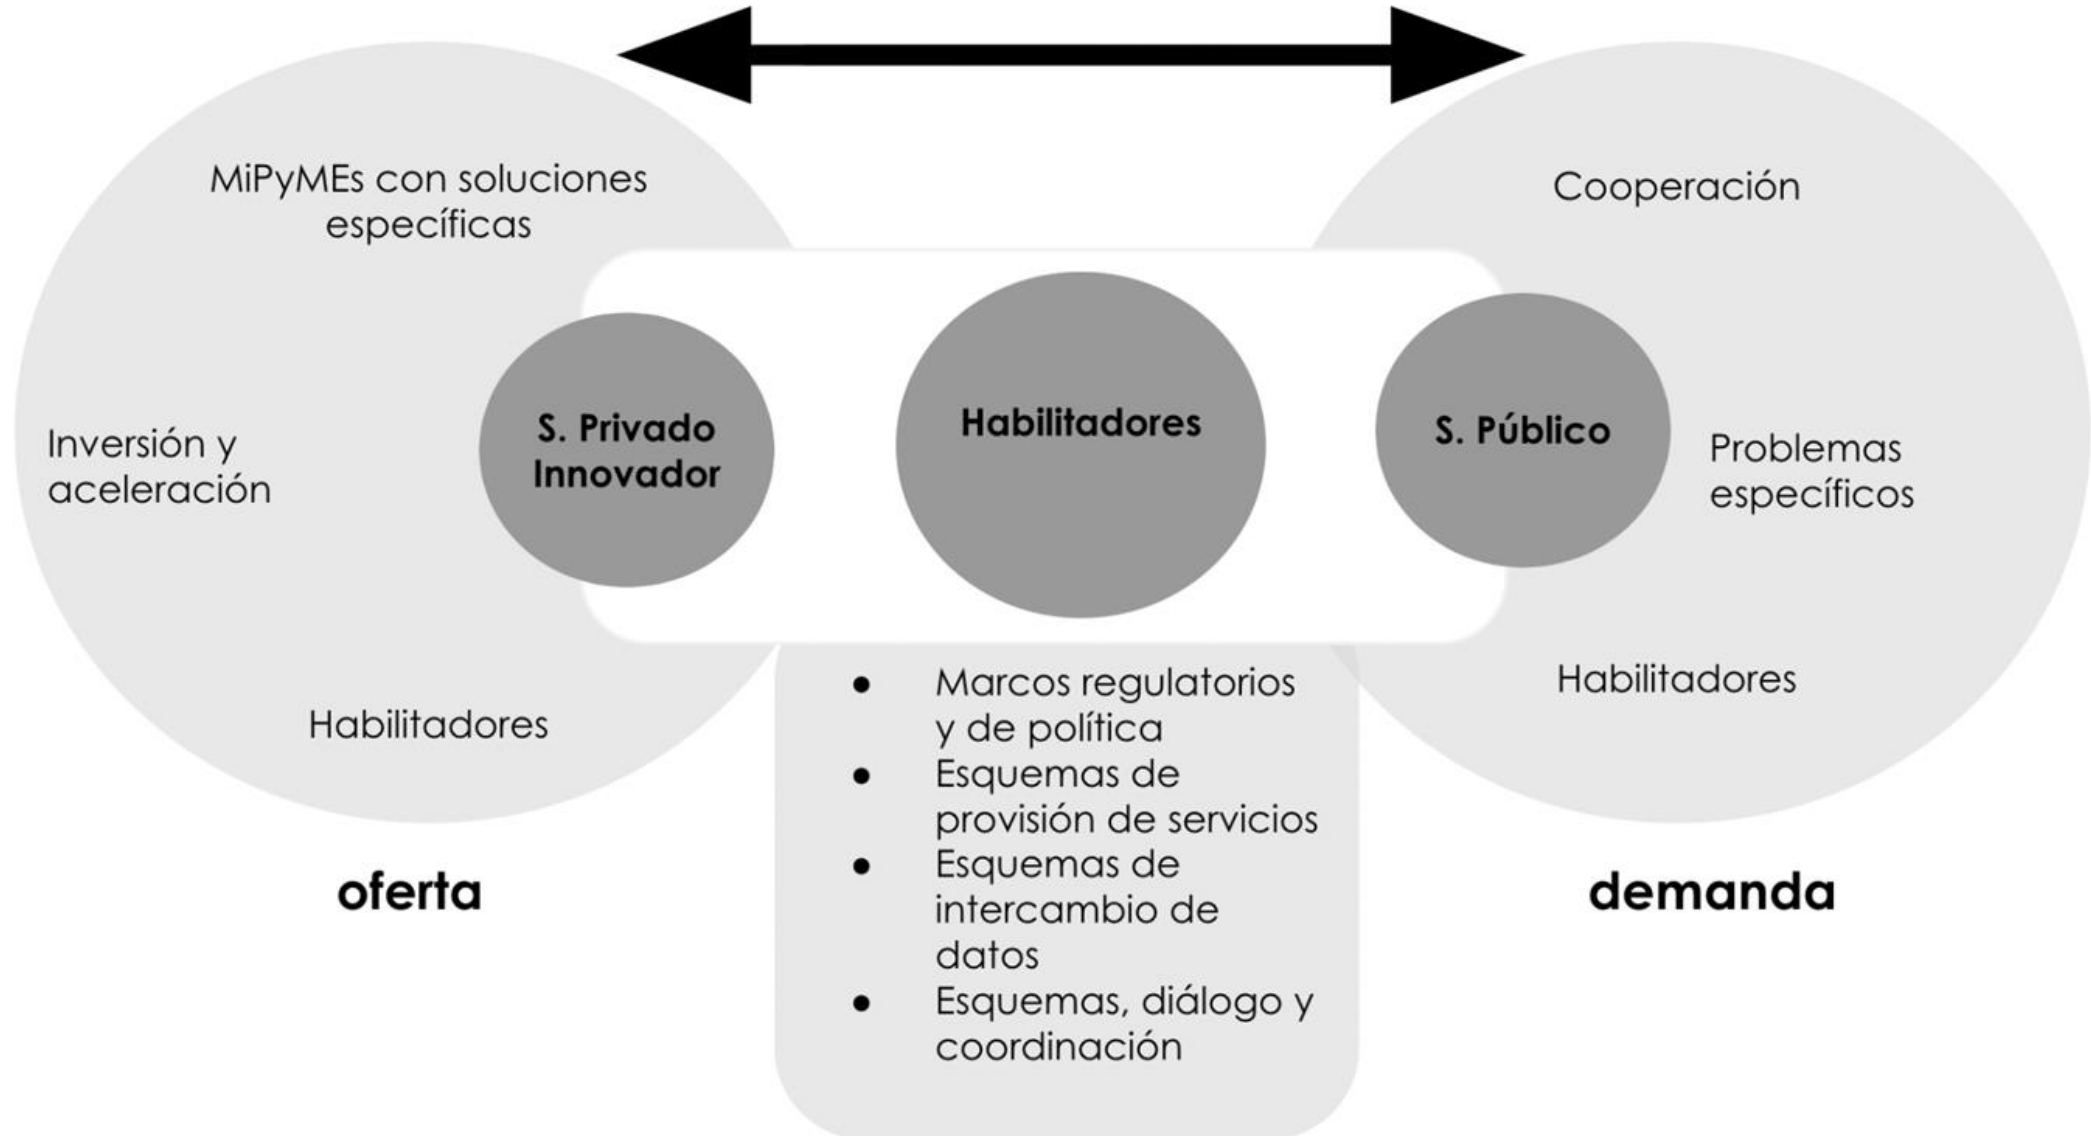 MiPyMEs con soluciones
específicas
Inversión y
aceleración
Habilitadores
S. Privado
Innovador
oferta
Habilitadores
● Marcos regulatorios
y de política
● Esquemas de
provisión de servicios
● Esquemas de
intercambio de
datos
● Esquemas, diálogo y
coordinación
Cooperación
S. Público
Problemas
específicos
Habilitadores
demanda